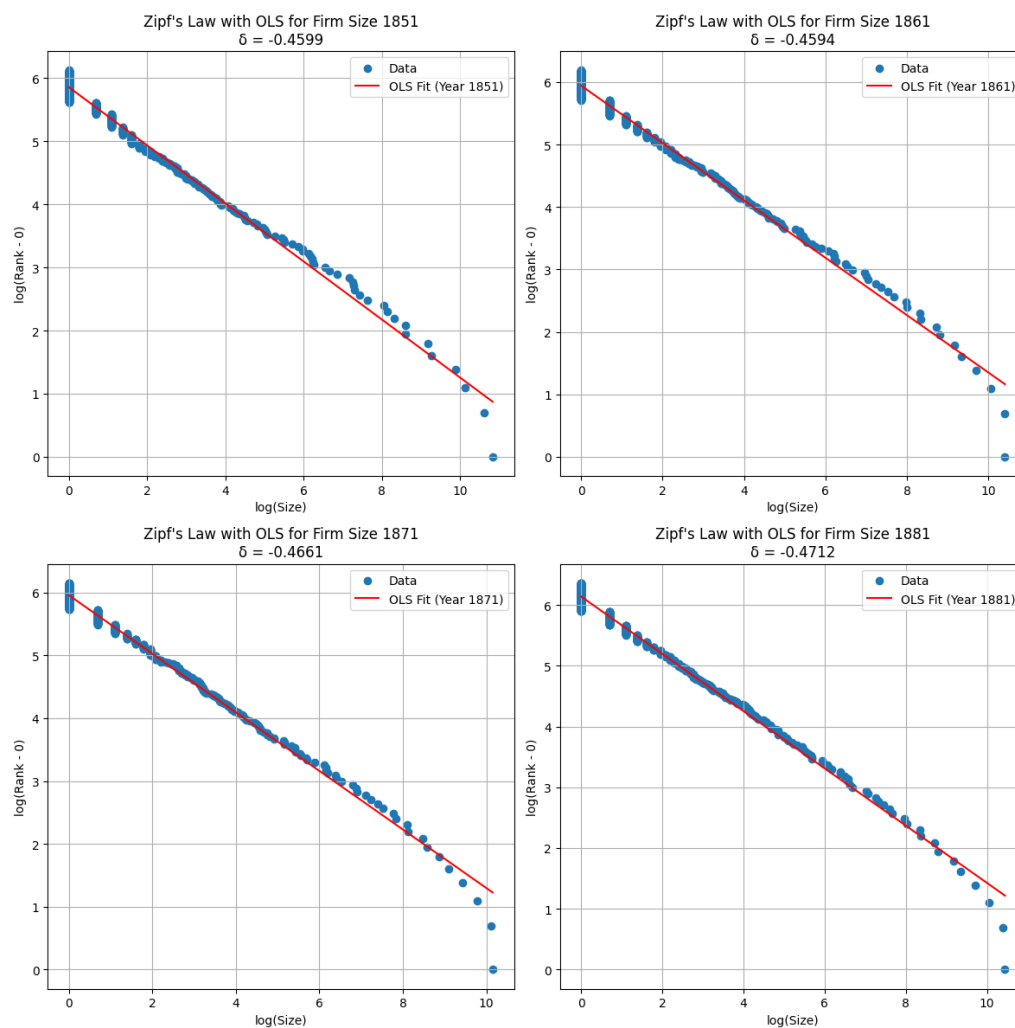 Zipf's Law with OLS for Firm Size 1851
δ = -0.4599
Data
OLS Fit (Year 1851)
log(Rank - 0)
6
5
4
3
2
1
0
0 2 4 6 8 10
log(Size)
Zipf's Law with OLS for Firm Size 1861
δ = -0.4594
Data
OLS Fit (Year 1861)
log(Rank - 0)
6
5
4
3
2
1
0
0 2 4 6 8 10
log(Size)
Zipf's Law with OLS for Firm Size 1871
δ = -0.4661
Data
OLS Fit (Year 1871)
log(Rank - 0)
6
5
4
3
2
1
0
0 2 4 6 8 10
log(Size)
Zipf's Law with OLS for Firm Size 1881
δ = -0.4712
Data
OLS Fit (Year 1881)
log(Rank - 0)
6
5
4
3
2
1
0
0 2 4 6 8 10
log(Size)